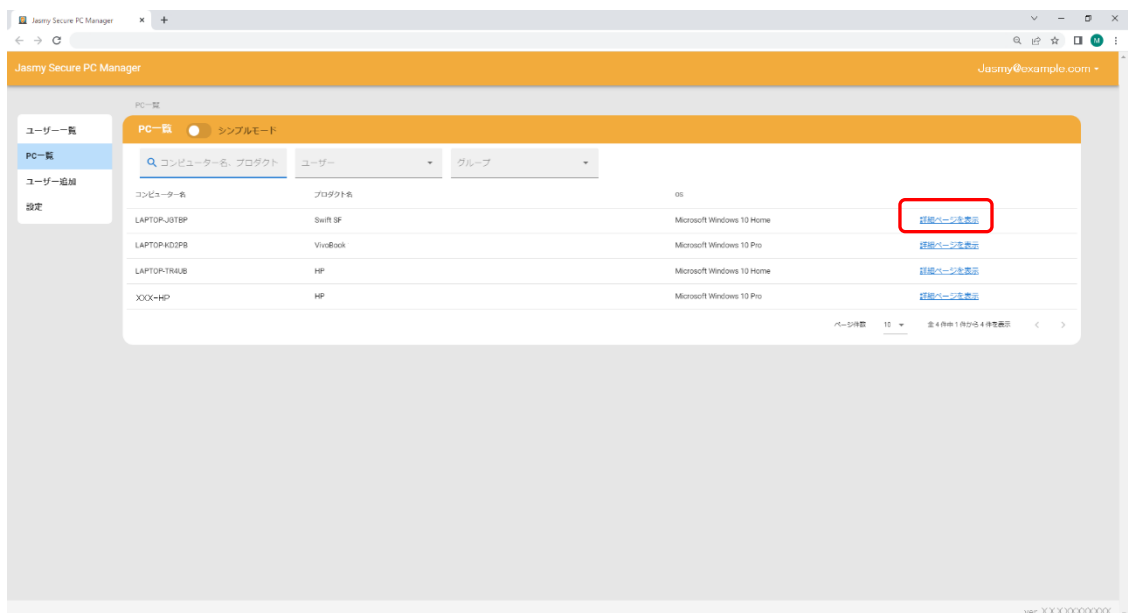 Jasmy Secure PC Manager
M
Jasmy Secure PC Manager Jasmy@example.com
PC一覧
ユーザー一覧
PC一覧
ユーザー追加
設定
PC一覧 シンプルモード
コンピューター名、プロダクト ユーザー グループ
コンピューター名 プロダクト名 OS
LAPTOP-JGTBP Swift SF Microsoft Windows 10 Home 詳細ページを表示
LAPTOP-KD2PB VivoBook Microsoft Windows 10 Pro 詳細ページを表示
LAPTOP-TR4UB HP Microsoft Windows 10 Home 詳細ページを表示
XXX-HP HP Microsoft Windows 10 Pro 詳細ページを表示
ページ件数 10 全 4 件中 1 件から 4 件を表示